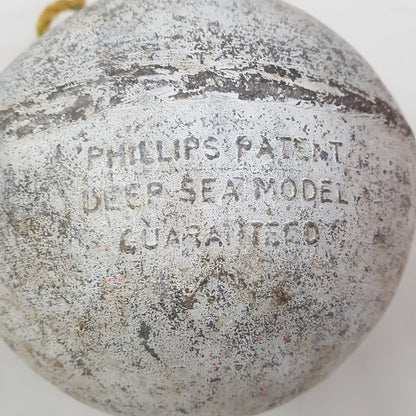 PHILLIPS PATENT
DEEP SEA MODEL
GUARANTEED